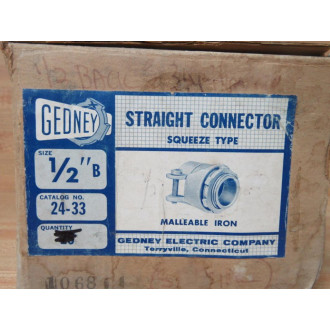 GEDNEY
STRAIGHT CONNECTOR
SQUEEZE TYPE
SIZE
1/2" B
CATALOG NO.
24-33
QUANTITY
MALLEABLE IRON
GEDNEY ELECTRIC COMPANY
Terryville, Connecticut